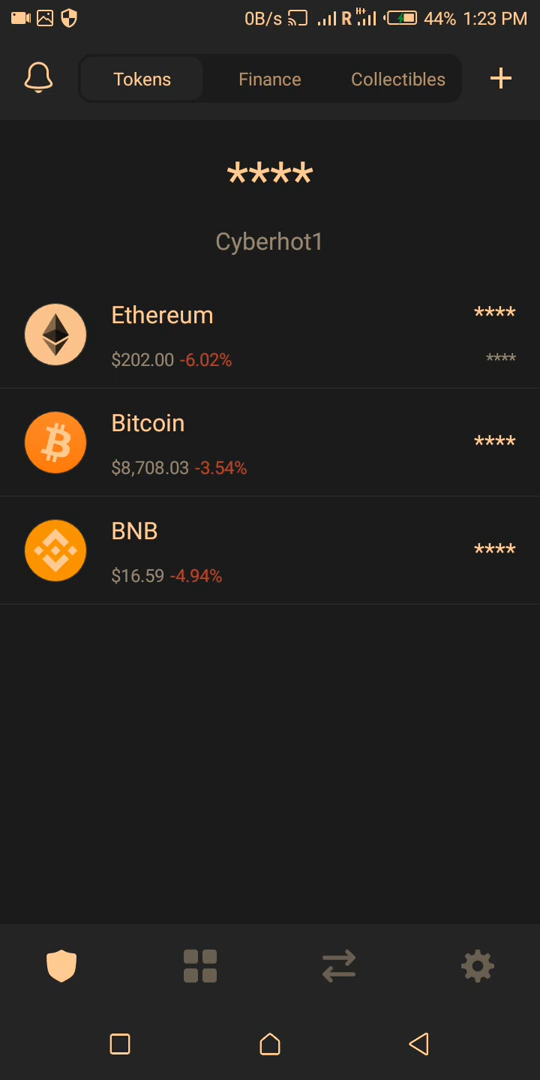 0B/s R H+ 44% 1:23 PM
Tokens Finance Collectibles
****
Cyberhot1
Ethereum ****
$202.00 -6.02% ****
Bitcoin ****
$8,708.03 -3.54%
BNB ****
$16.59 -4.94%